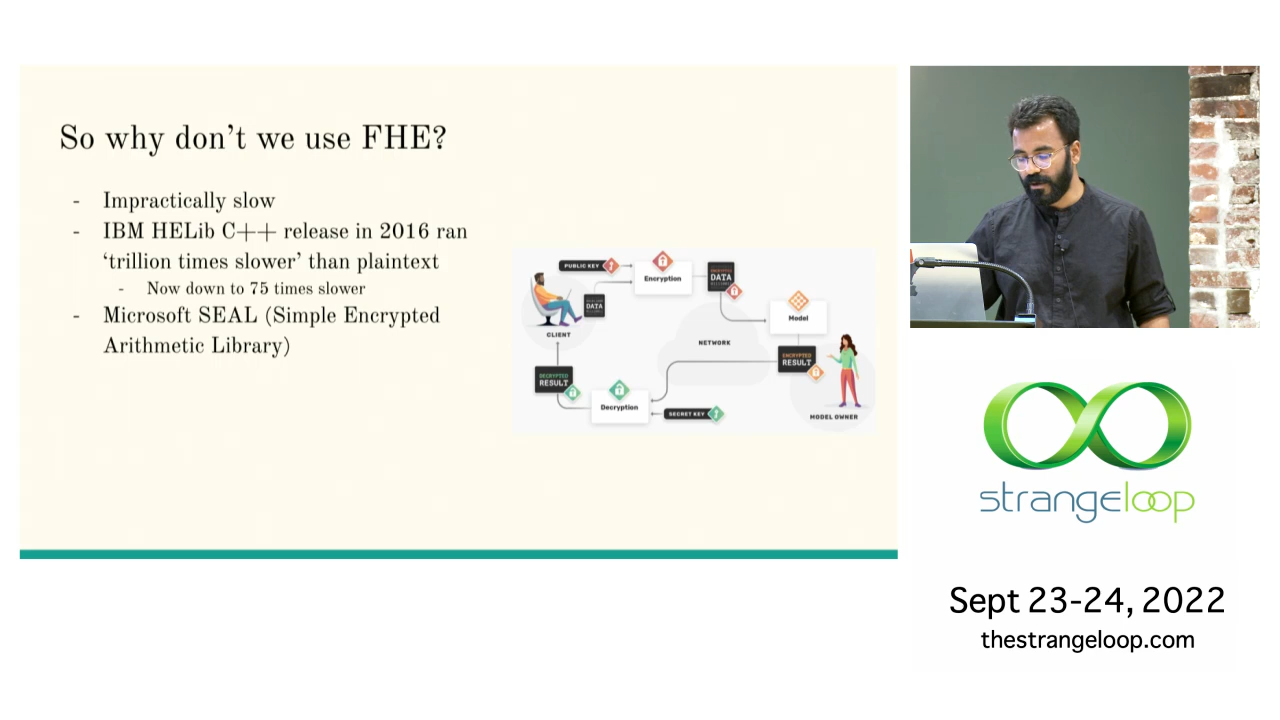 So why don't we use FHE?
- Impractically slow
- IBM HELib C++ release in 2016 ran
'trillion times slower' than plaintext
- Now down to 75 times slower
- Microsoft SEAL (Simple Encrypted
Arithmetic Library)
PUBLIC KEY
Encryption
DATA
DATA
Model
CLIENT
NETWORK
ENCRYPTED
RESULT
DECRYPTED
RESULT
Decryption
SECRET KEY
MODEL OWNER
strangeloop
Sept 23-24, 2022
thestrangeloop.com